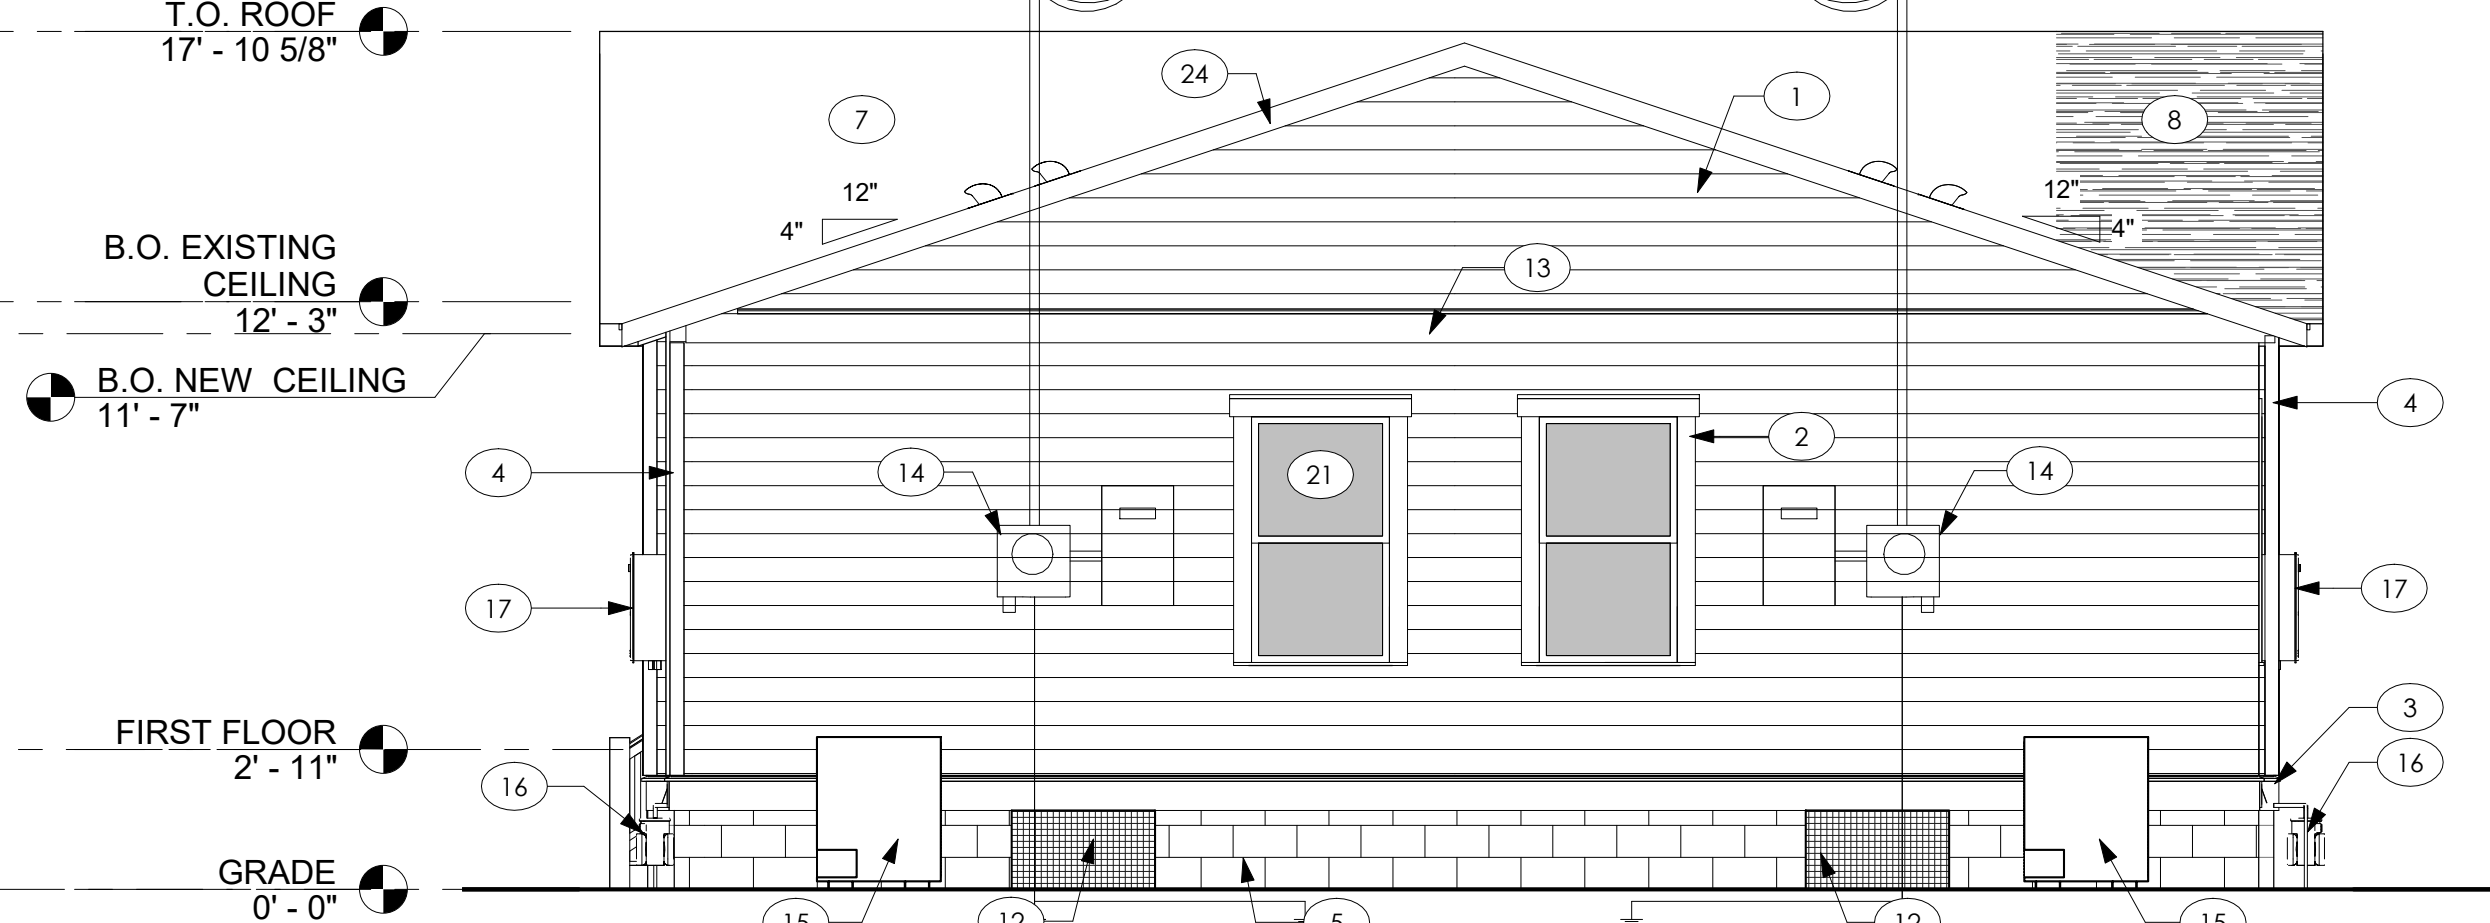 T.O. ROOF
17' - 10 5/8"
24
1
7
8
12"
4"
12"
4"
B.O. EXISTING
CEILING
12' - 3"
13
B.O. NEW CEILING
11' - 7"
4
2
4
14
21
14
17
17
FIRST FLOOR
2' - 11"
3
16
16
GRADE
0' - 0"
15
12
5
12
15